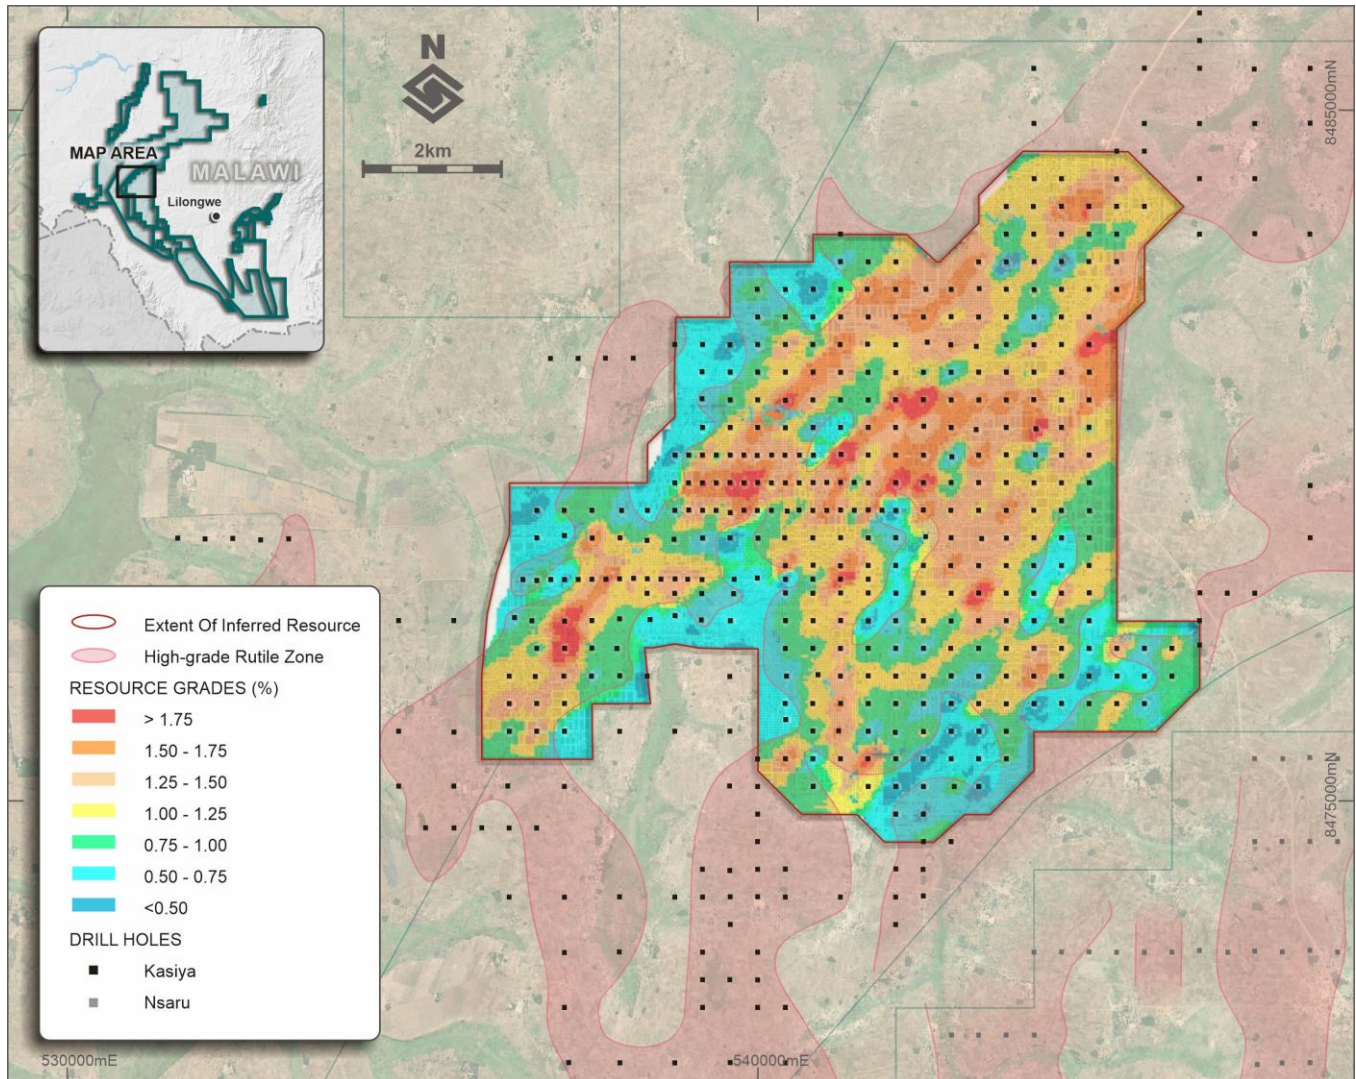 N
2km
8485000mN
MAP AREA
MALAWI
Lilongwe
Extent Of Inferred Resource
High-grade Rutile Zone
RESOURCE GRADES (%)
> 1.75
1.50 - 1.75
1.25 - 1.50
1.00 - 1.25
0.75 - 1.00
0.50 - 0.75
<0.50
DRILL HOLES
Kasiya
Nsaru
8475000mN
530000mE
540000mE